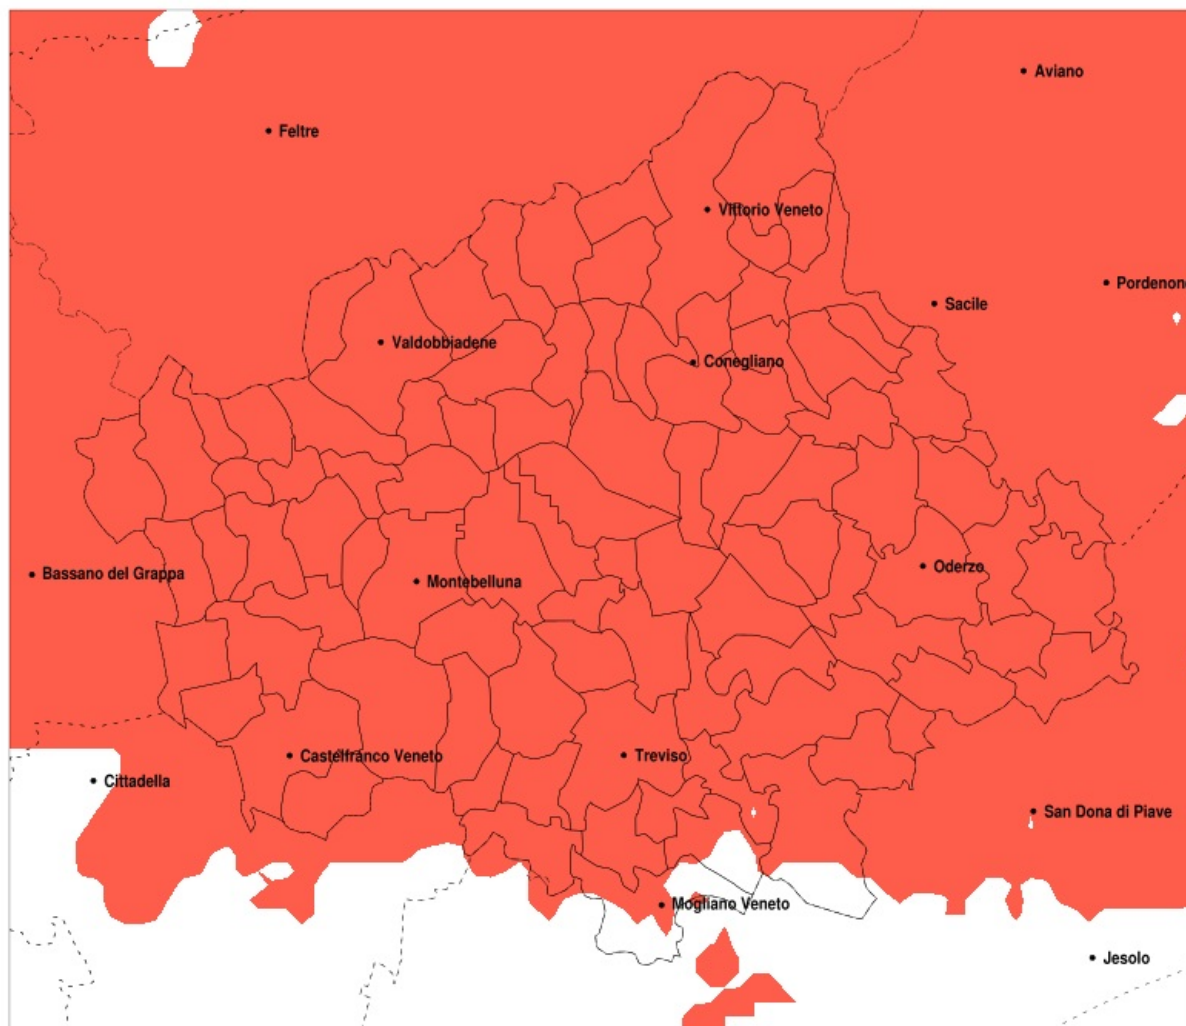 Aviano
Feltre
Vittorio Veneto
Pordenon
Sacile
Valdobbiadene
Conegliano
Bassano del Grappa
Montebelluna
Oderzo
Castelfranco Veneto
Treviso
Cittadella
San Dona di Piave
Mogliano Veneto
Jesolo